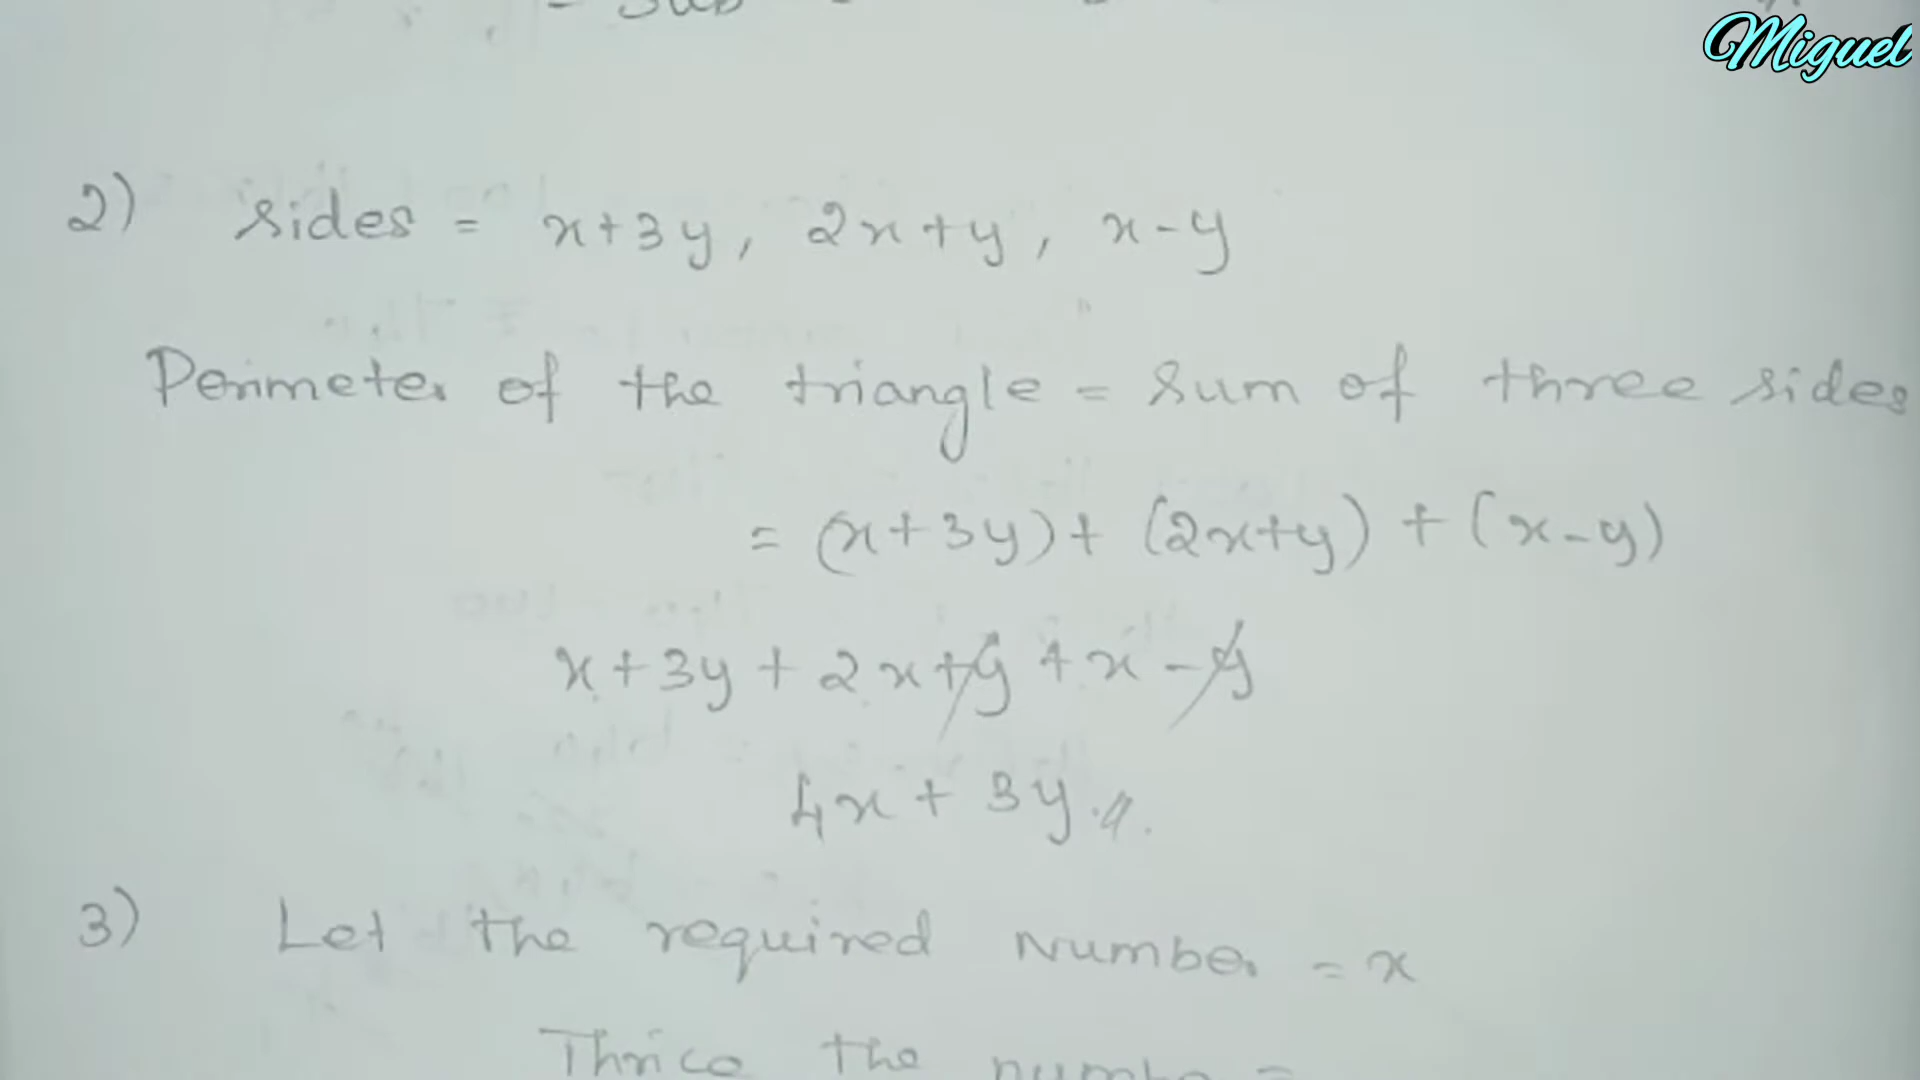 Miguel
2) sides = x+3y, 2x+y, x-y
Perimeter of the triangle = sum of three sides
= (x+3y)+ (2x+y) + (x-y)
x+3y+2x+y+x-y
4x+3y.
3) Let the required number = x
Thrice the